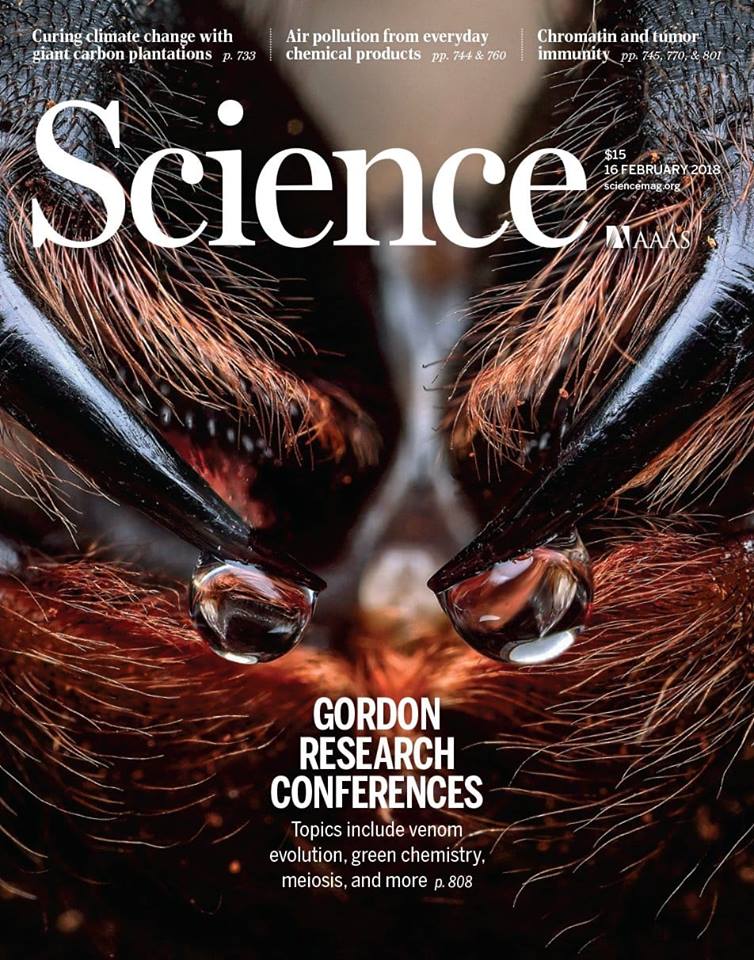 Curing climate change with
giant carbon plantations p. 733
Air pollution from everyday
chemical products pp. 744 & 760
Chromatin and tumor
immunity pp. 745, 770, & 801
Science
$15
16 FEBRUARY 2018
sciencemag.org
AAAS
GORDON
RESEARCH
CONFERENCES
Topics include venom
evolution, green chemistry,
meiosis, and more p. 808